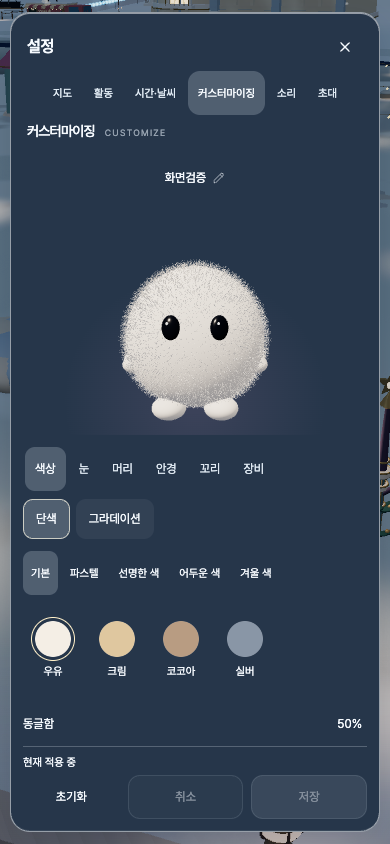 설정
지도 활동 시간·날씨 커스터마이징 소리 초대
커스터마이징 CUSTOMIZE
화면검증
색상 눈 머리 안경 꼬리 장비
단색 그라데이션
기본 파스텔 선명한 색 어두운 색 겨울 색
우유 크림 코코아 실버
동글함 50%
현재 적용 중
초기화 취소 저장